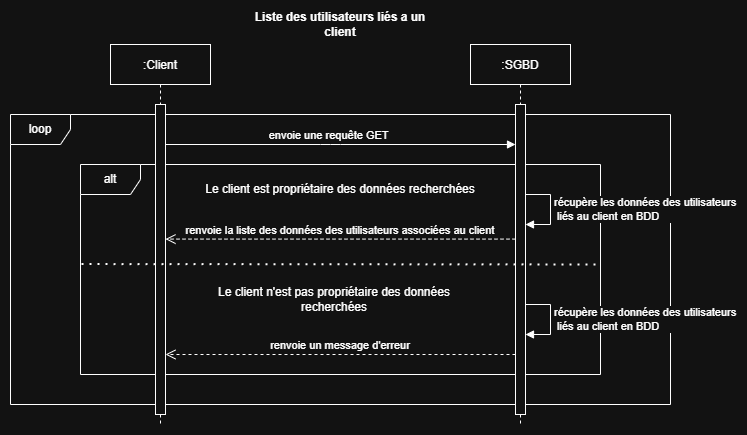 Liste des utilisateurs liés a un
client
:Client
:SGBD
loop
envoie une requête GET
alt
Le client est propriétaire des données recherchées
récupère les données des utilisateurs
liés au client en BDD
renvoie la liste des données des utilisateurs associées au client
Le client n'est pas propriétaire des données
recherchées
récupère les données des utilisateurs
liés au client en BDD
renvoie un message d'erreur